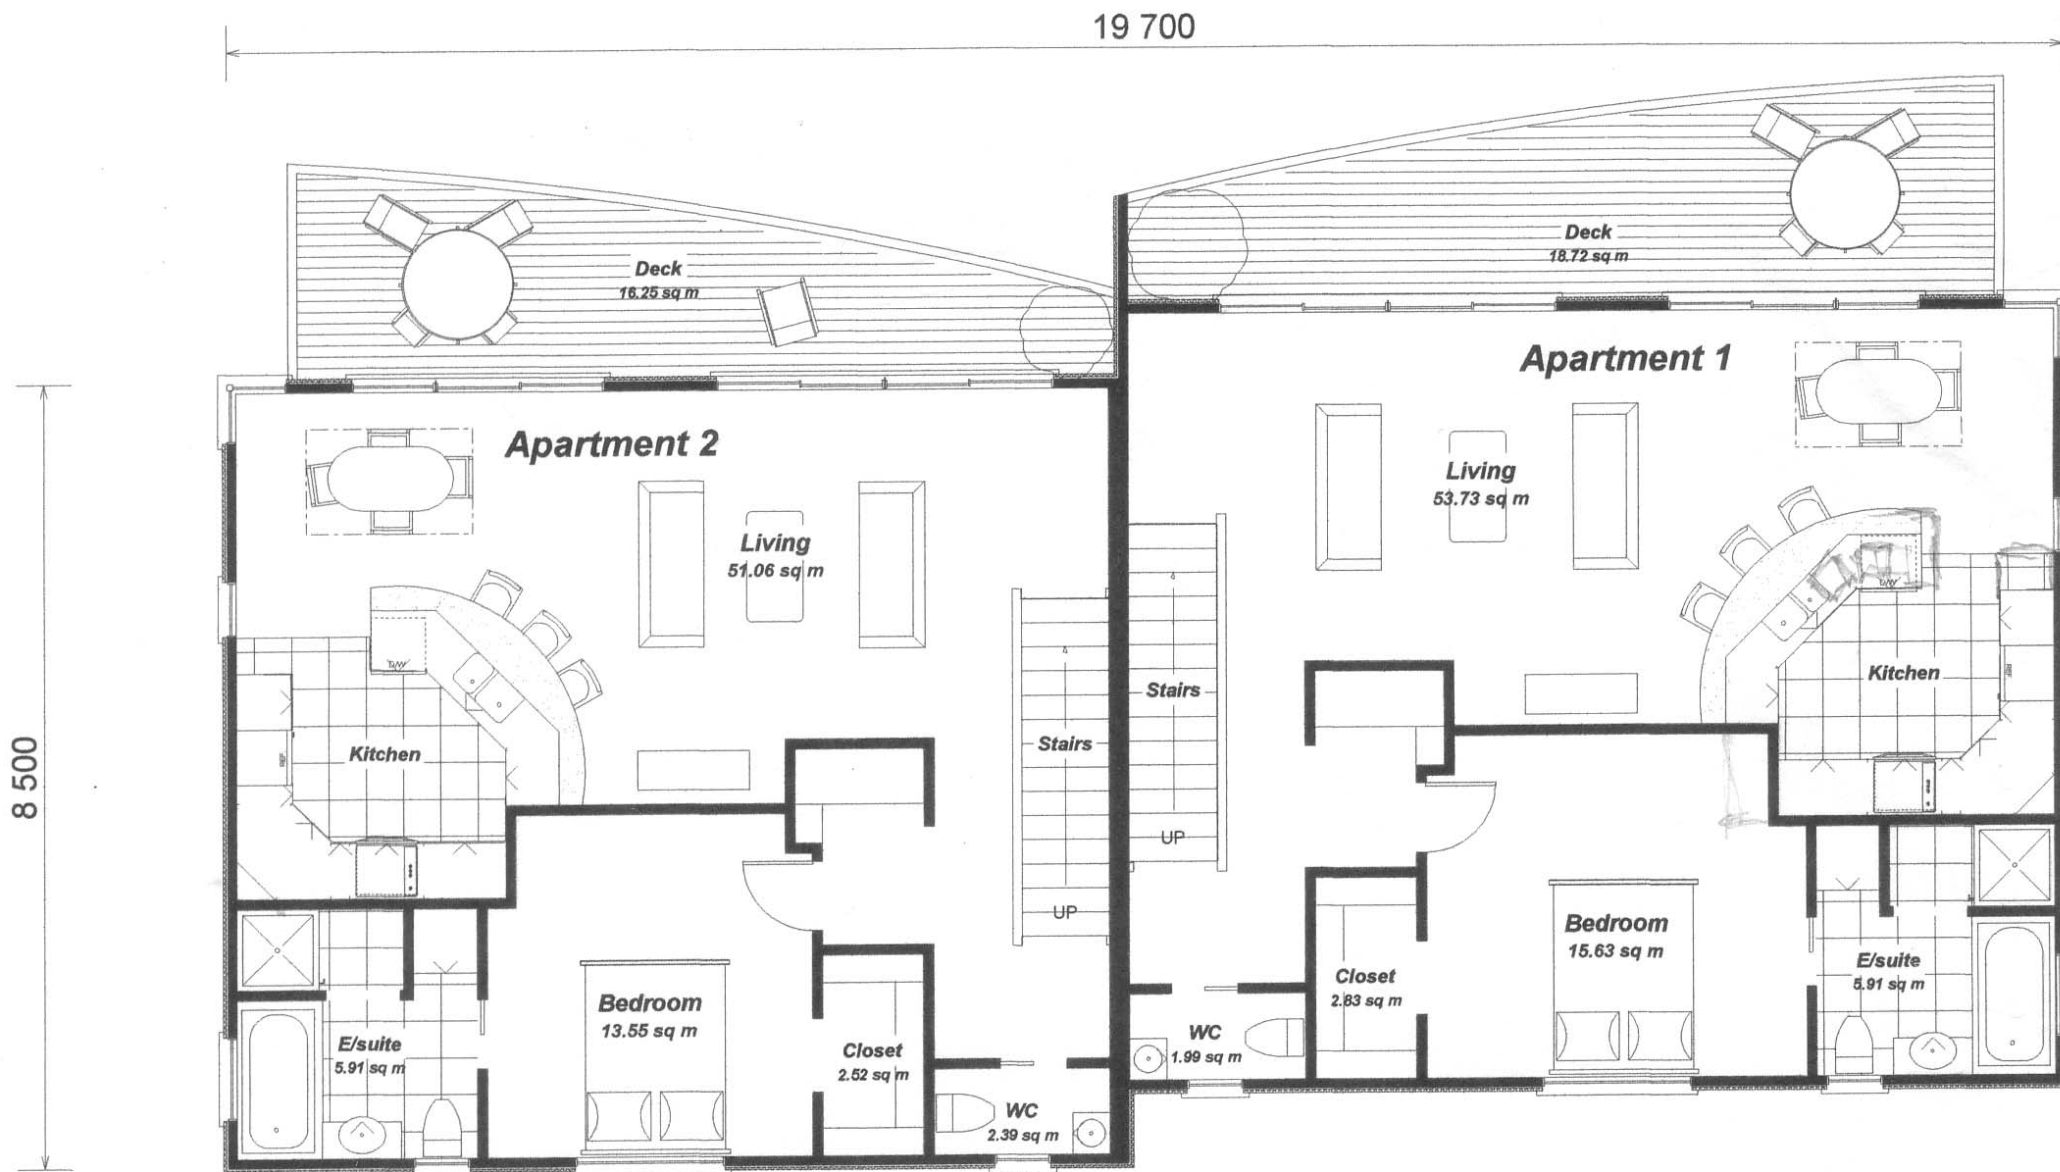 19 700
Deck
18.72 sq m
Deck
16.25 sq m
Apartment 1
Apartment 2
Living
53.73 sq m
Living
51.06 sq m
D/W
D/W
Stairs
Kitchen
REF
Stairs
Kitchen
REF
8 500
UP
UP
Bedroom
15.63 sq m
E/suite
5.91 sq m
Closet
2.83 sq m
Bedroom
13.55 sq m
WC
1.99 sq m
E/suite
5.91 sq m
Closet
2.52 sq m
WC
2.39 sq m